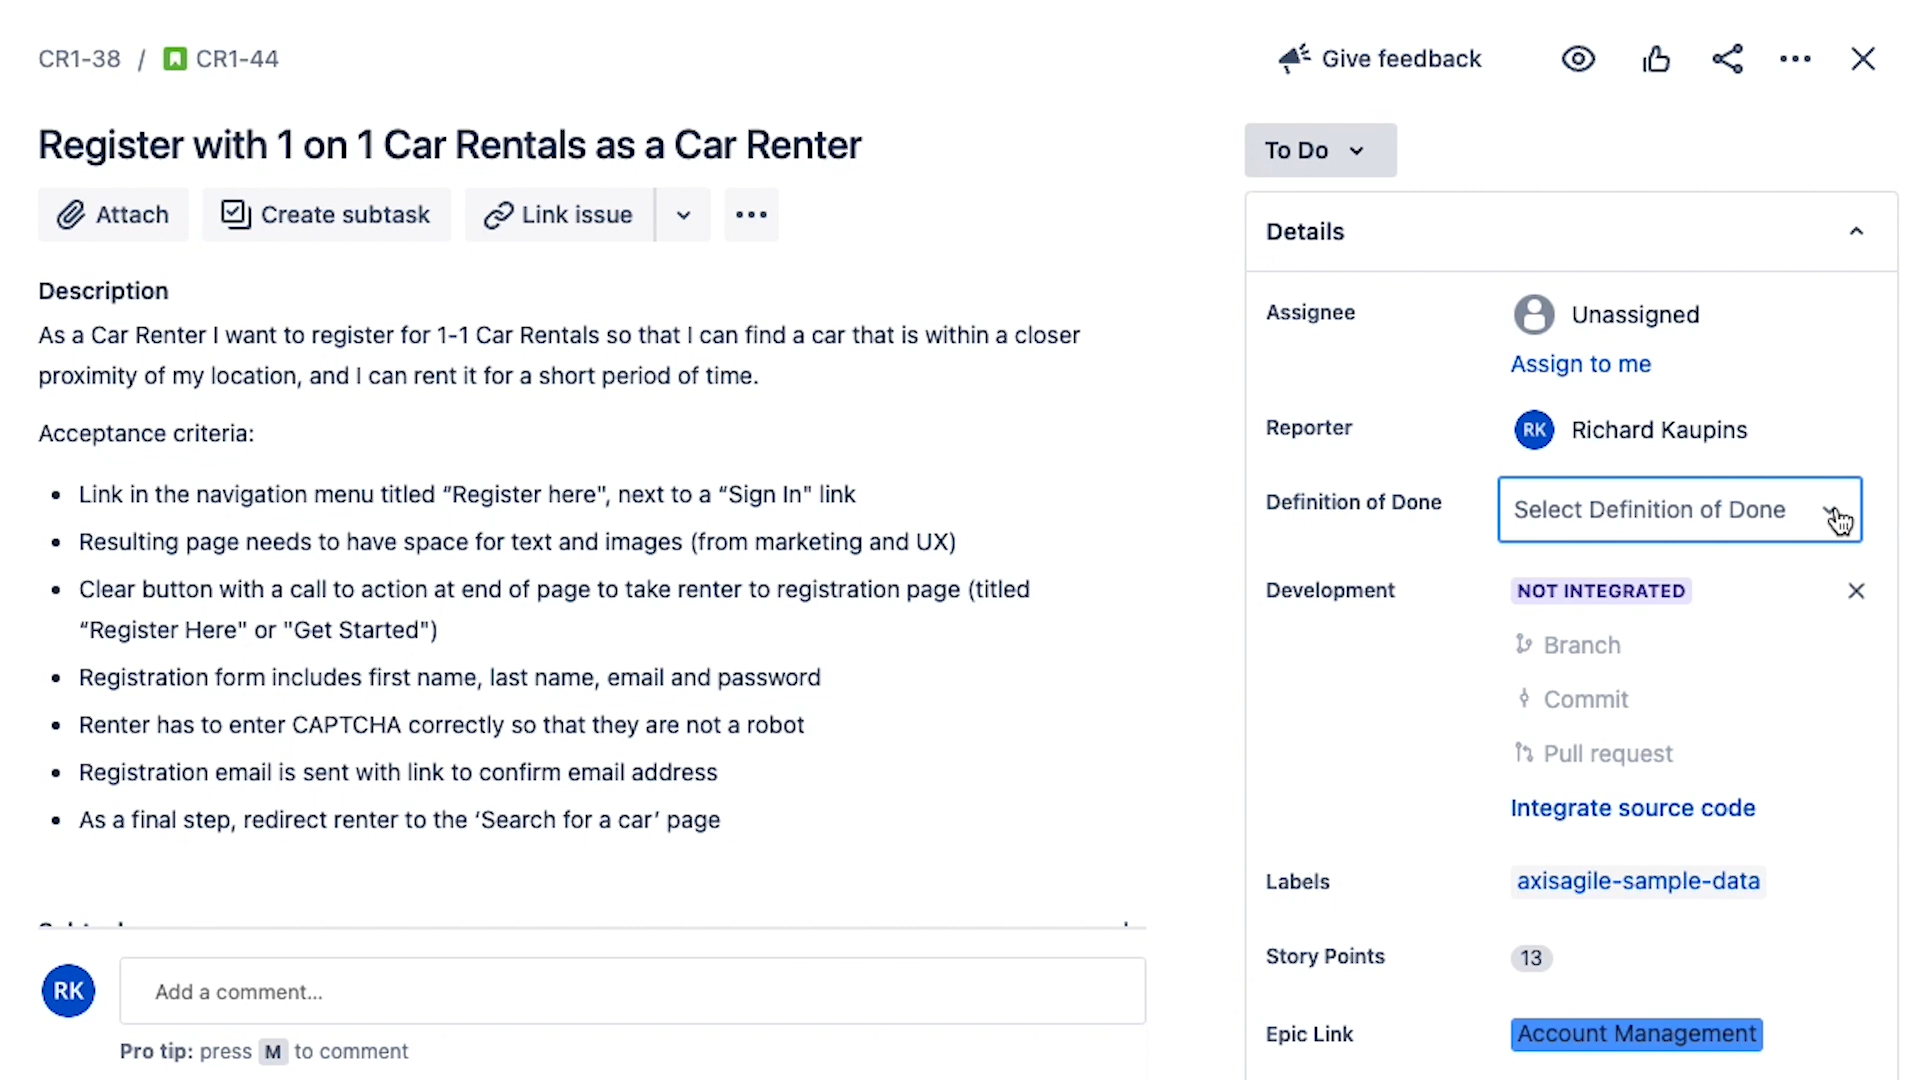 CR1-38 / CR1-44
Give feedback
Register with 1 on 1 Car Rentals as a Car Renter
Attach
Create subtask
Link issue
Description
As a Car Renter I want to register for 1-1 Car Rentals so that I can find a car that is within a closer
proximity of my location, and I can rent it for a short period of time.
Acceptance criteria:
• Link in the navigation menu titled “Register here", next to a “Sign In" link
• Resulting page needs to have space for text and images (from marketing and UX)
• Clear button with a call to action at end of page to take renter to registration page (titled
“Register Here" or "Get Started")
• Registration form includes first name, last name, email and password
• Renter has to enter CAPTCHA correctly so that they are not a robot
• Registration email is sent with link to confirm email address
• As a final step, redirect renter to the ‘Search for a car’ page
RK
Add a comment...
Pro tip: press M to comment
To Do
Details
Assignee
Unassigned
Assign to me
Reporter
RK Richard Kaupins
Definition of Done
Select Definition of Done
Development
NOT INTEGRATED
Branch
Commit
Pull request
Integrate source code
Labels
axisagile-sample-data
Story Points
13
Epic Link
Account Management